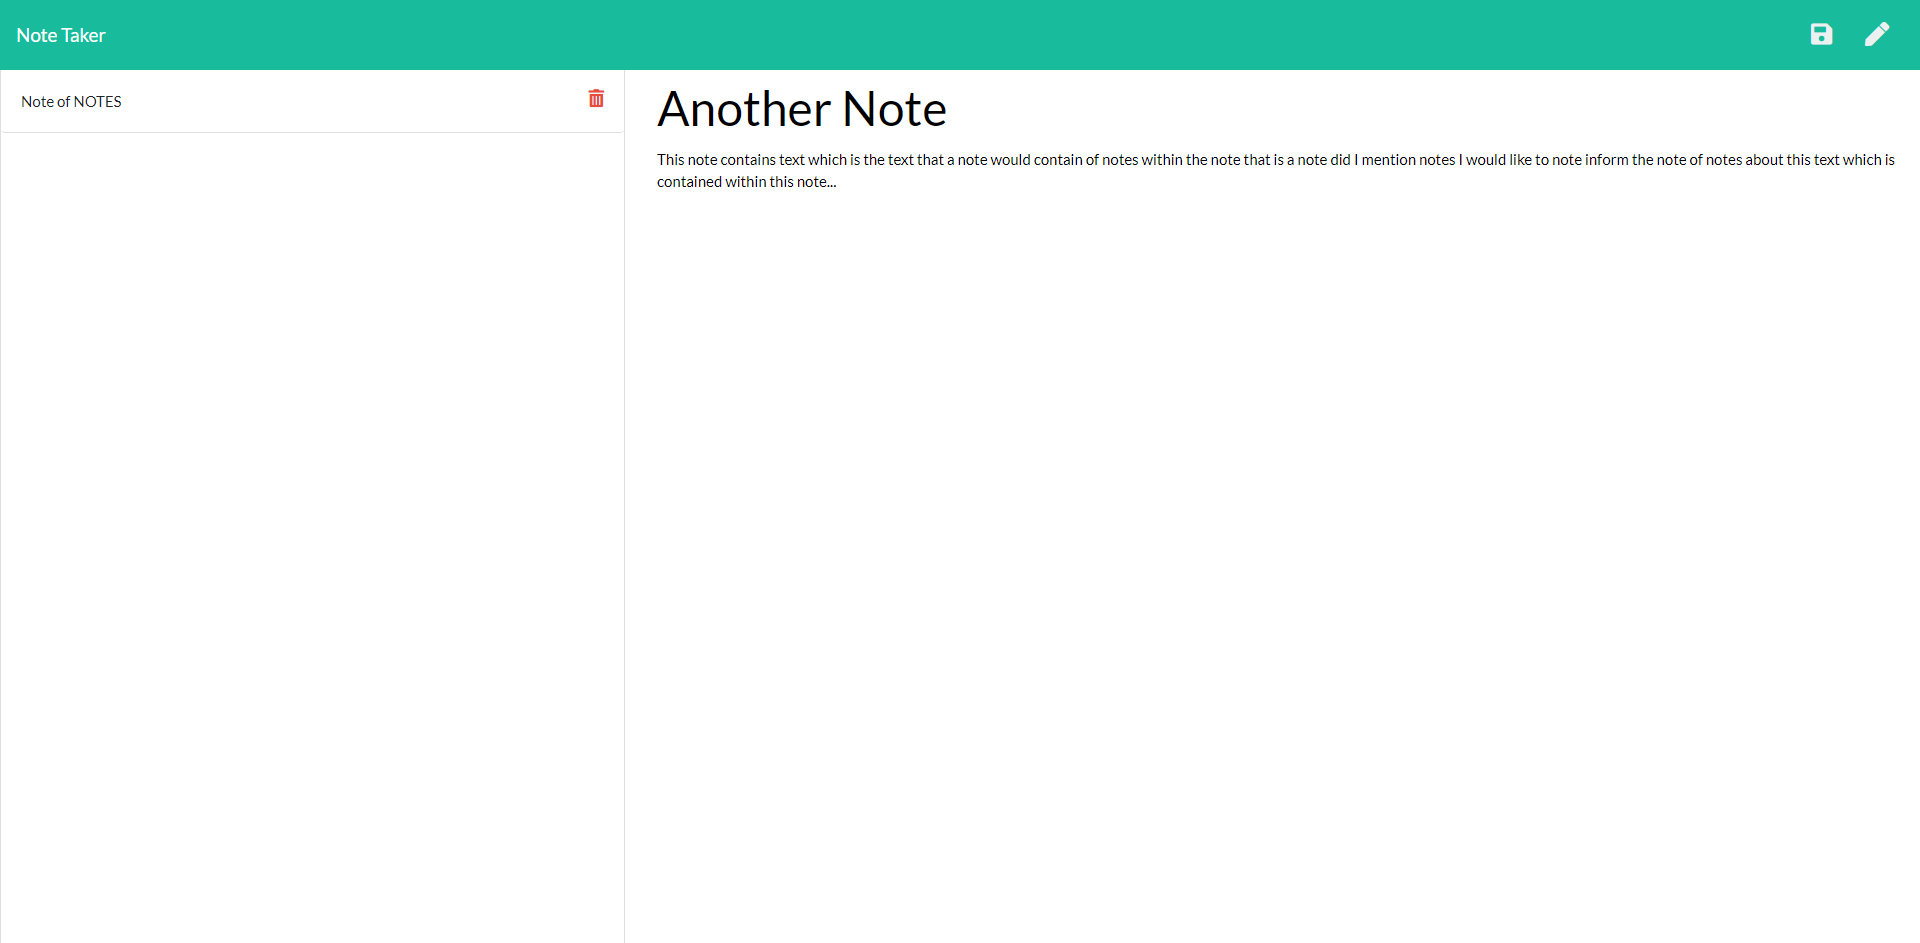 Note Taker
Note of NOTES
Another Note
This note contains text which is the text that a note would contain of notes within the note that is a note did I mention notes I would like to note inform the note of notes about this text which is
contained within this note...